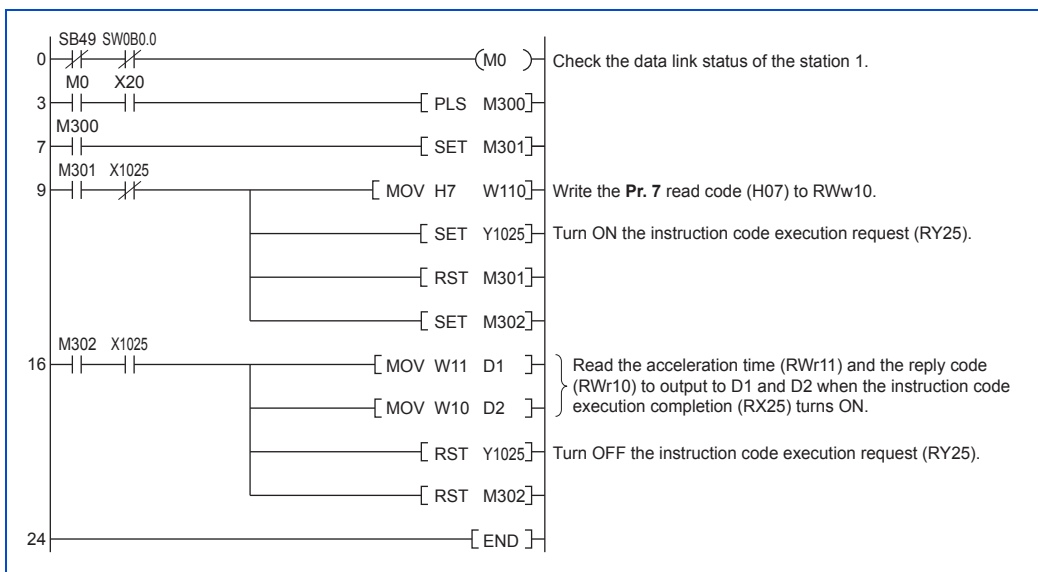 SB49 SW0B0.0
0 (M0 ) Check the data link status of the station 1.
M0 X20
3 [ PLS M300]
M300
7 [ SET M301]
M301 X1025
9 [ MOV H7 W110] Write the Pr. 7 read code (H07) to RWw10.
[ SET Y1025] Turn ON the instruction code execution request (RY25).
[ RST M301]
[ SET M302]
M302 X1025
16 [ MOV W11 D1 ] Read the acceleration time (RWr11) and the reply code
(RWr10) to output to D1 and D2 when the instruction code
[ MOV W10 D2 ] execution completion (RX25) turns ON.
[ RST Y1025] Turn OFF the instruction code execution request (RY25).
[ RST M302]
24 [ END ]